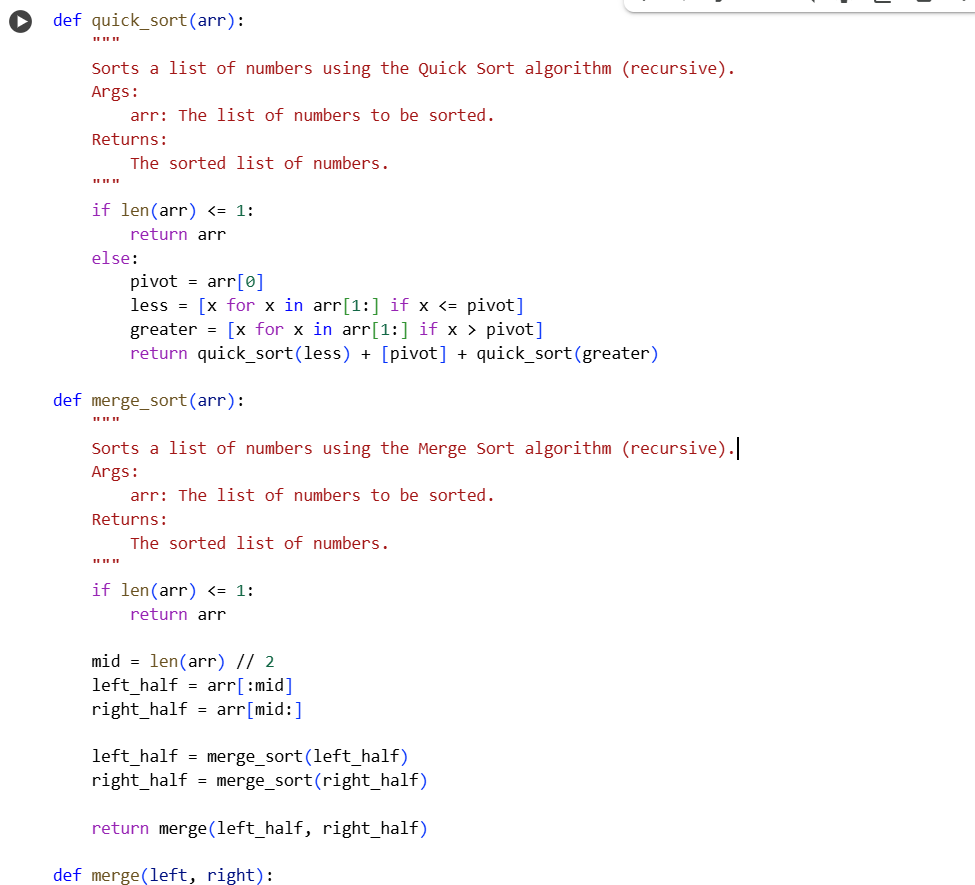 def quick_sort(arr):
    """
    Sorts a list of numbers using the Quick Sort algorithm (recursive).
    Args:
        arr: The list of numbers to be sorted.
    Returns:
        The sorted list of numbers.
    """
    if len(arr) <= 1:
        return arr
    else:
        pivot = arr[0]
        less = [x for x in arr[1:] if x <= pivot]
        greater = [x for x in arr[1:] if x > pivot]
        return quick_sort(less) + [pivot] + quick_sort(greater)

def merge_sort(arr):
    """
    Sorts a list of numbers using the Merge Sort algorithm (recursive).
    Args:
        arr: The list of numbers to be sorted.
    Returns:
        The sorted list of numbers.
    """
    if len(arr) <= 1:
        return arr

    mid = len(arr) // 2
    left_half = arr[:mid]
    right_half = arr[mid:]

    left_half = merge_sort(left_half)
    right_half = merge_sort(right_half)

    return merge(left_half, right_half)

def merge(left, right):